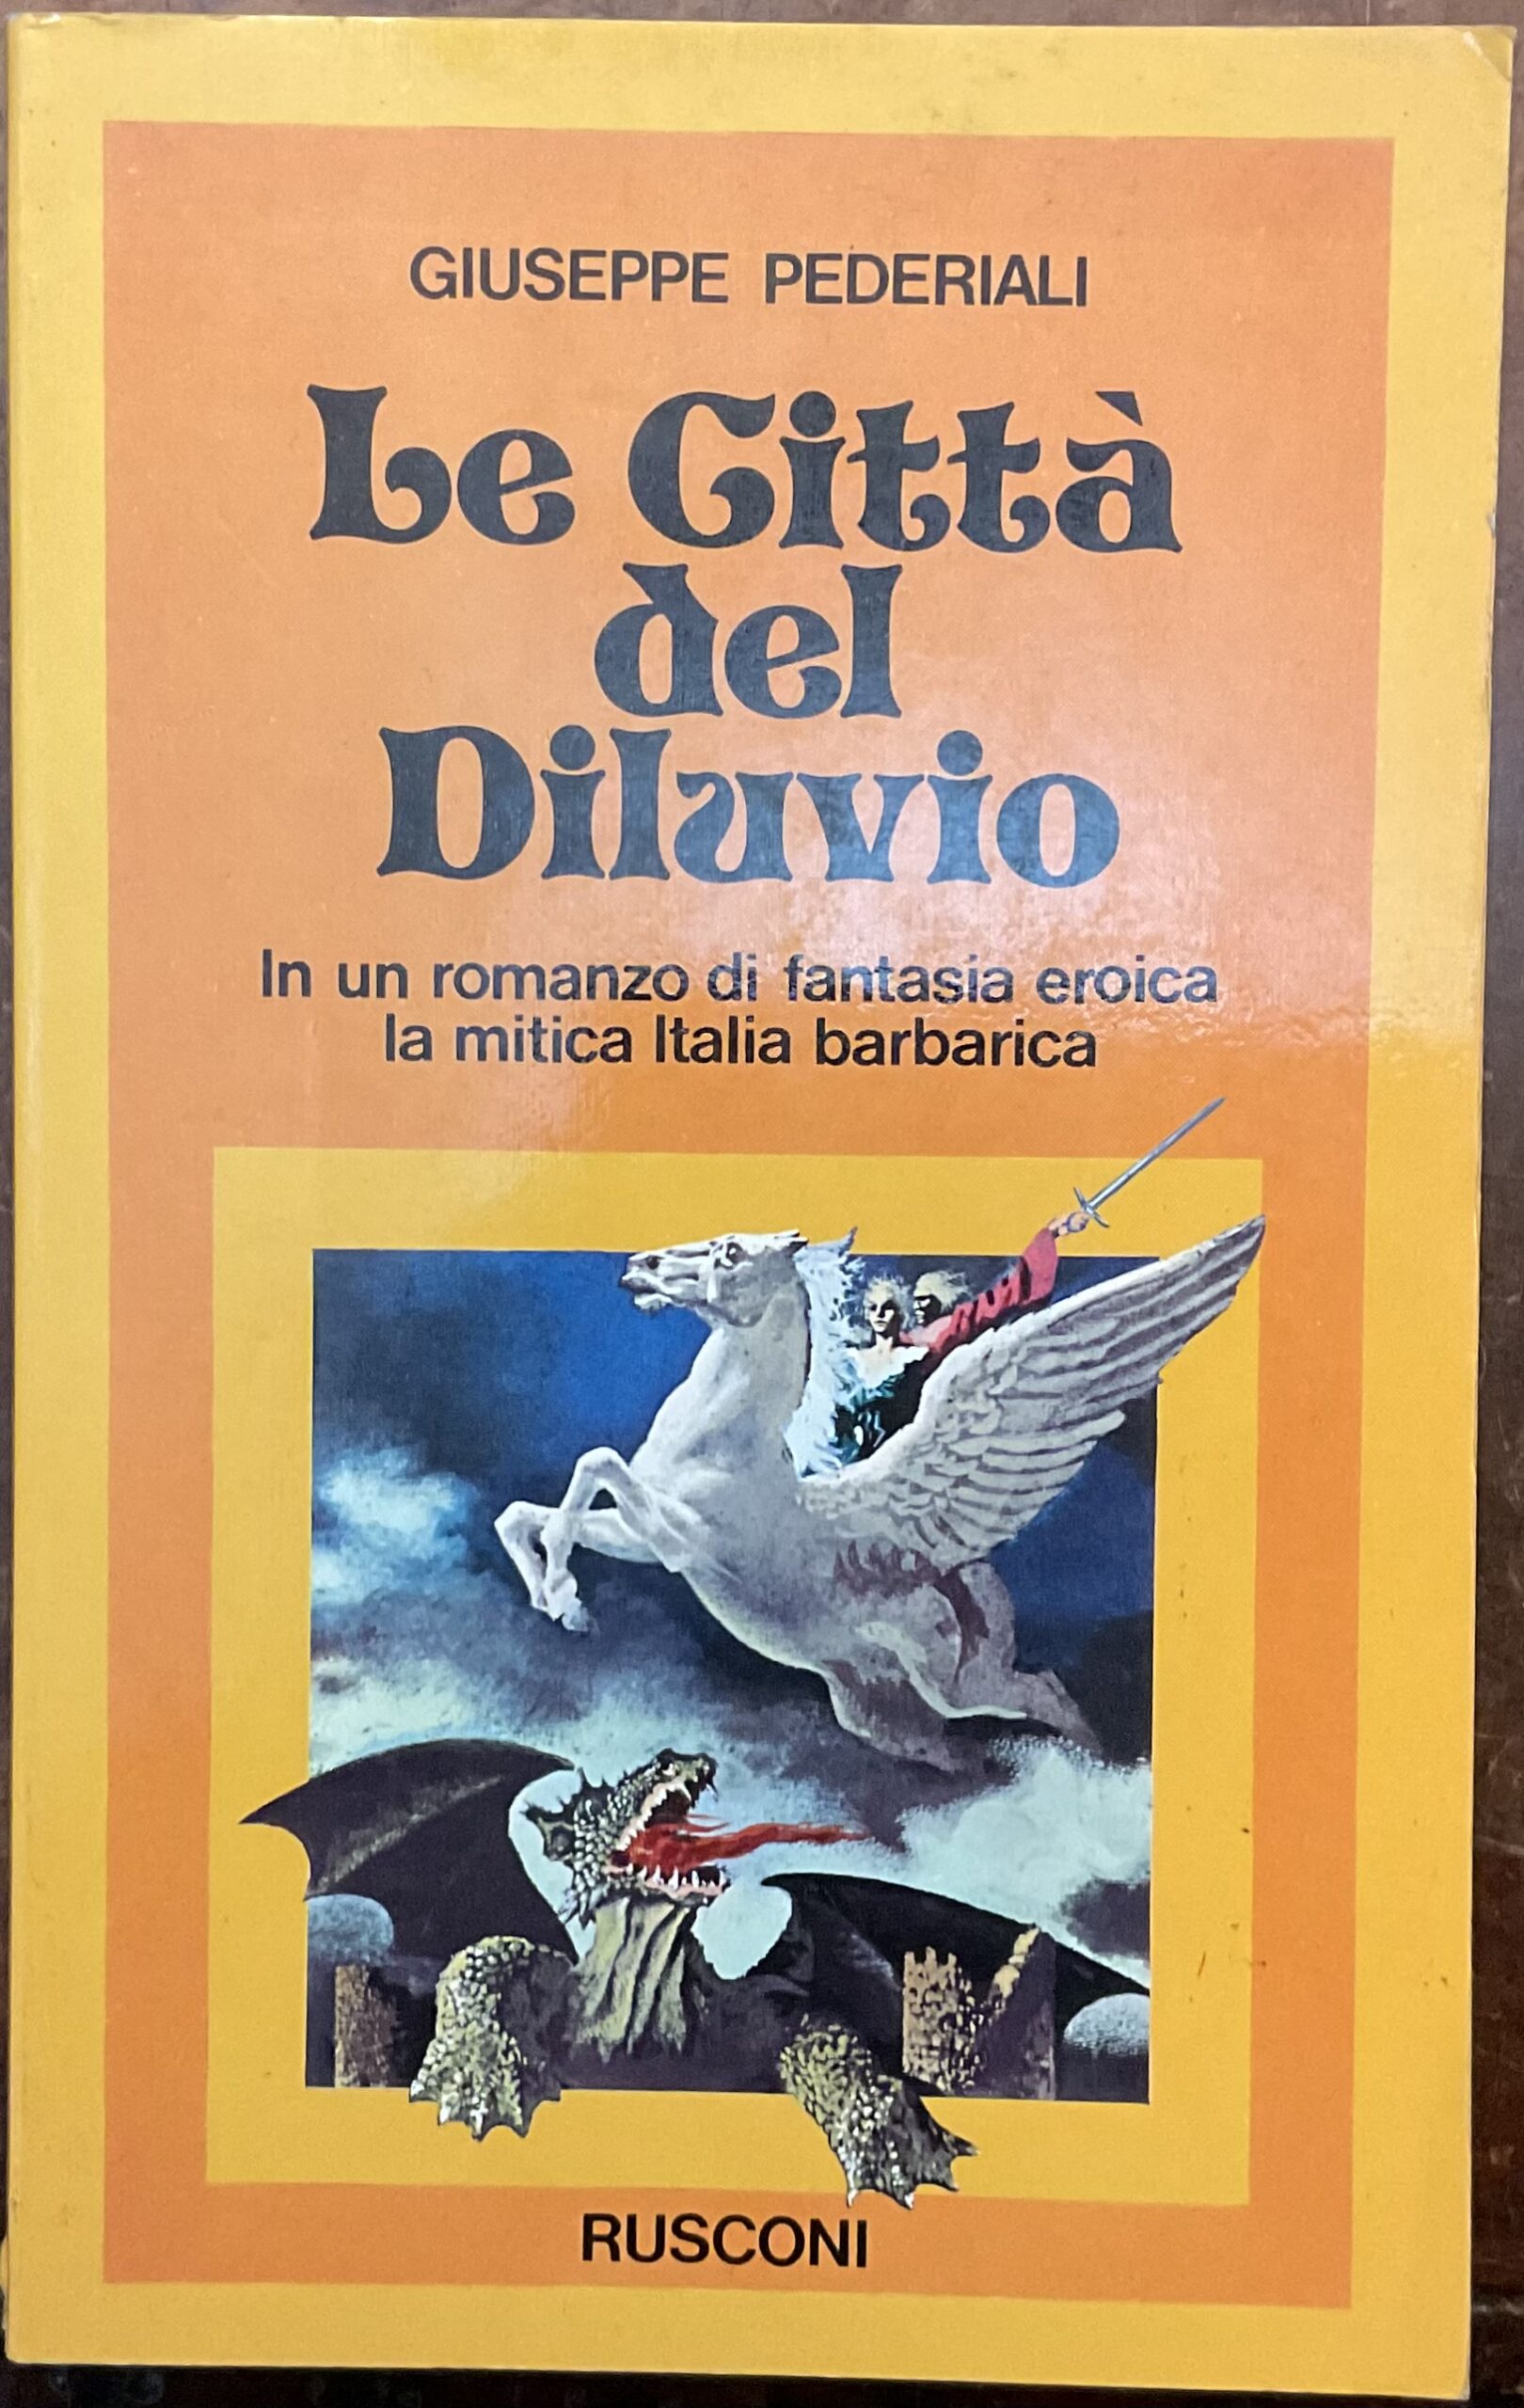 GIUSEPPE PEDERIALI
Le Città
del
Diluvio
In un romanzo di fantasia eroica
la mitica Italia barbarica
RUSCONI